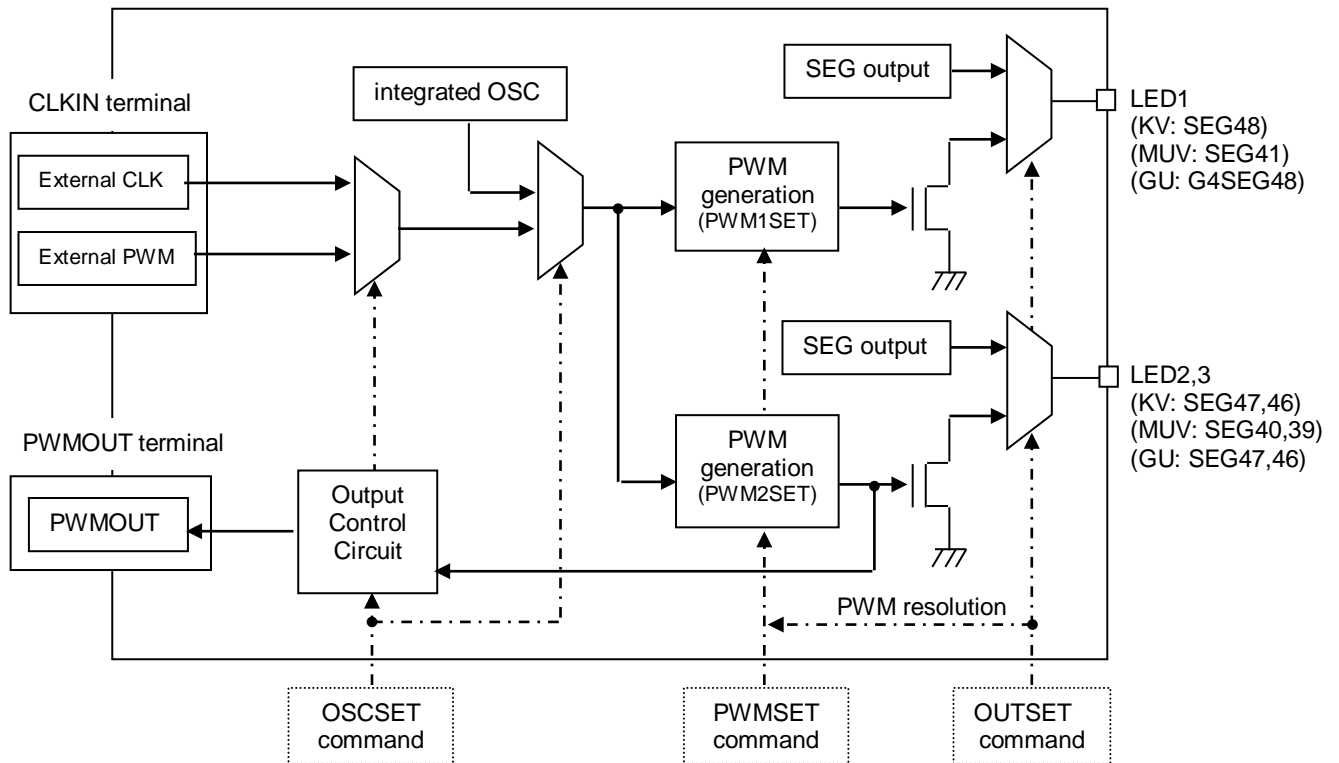 CLKIN terminal
External CLK
External PWM
integrated OSC
SEG output
PWM
generation
(PWM1SET)
LED1
(KV: SEG48)
(MUV: SEG41)
(GU: G4SEG48)
SEG output
LED2,3
(KV: SEG47,46)
(MUV: SEG40,39)
(GU: SEG47,46)
PWMOUT terminal
PWMOUT
Output
Control
Circuit
PWM
generation
(PWM2SET)
PWM resolution
OSCSET
command
PWMSET
command
OUTSET
command